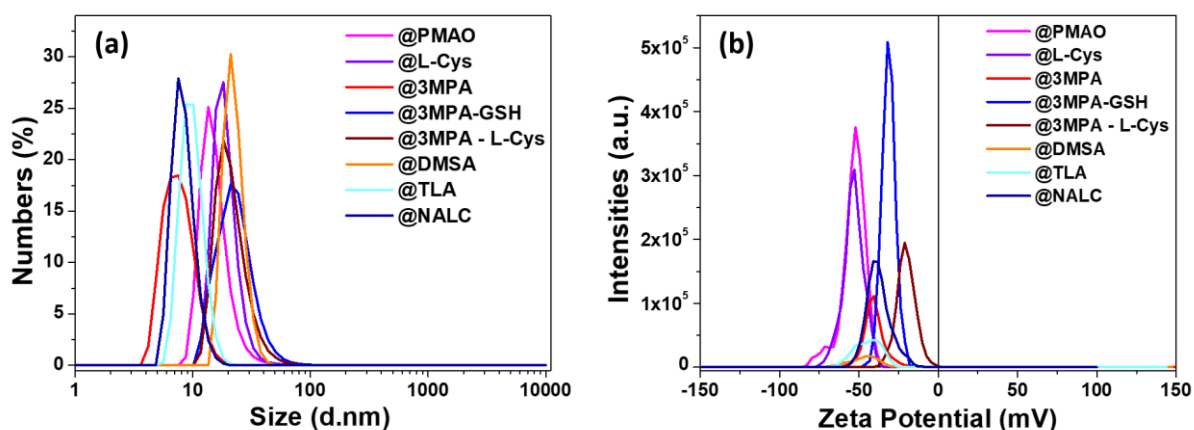 (a)
@PMAO
@L-Cys
@3MPA
@3MPA-GSH
@3MPA - L-Cys
@DMSA
@TLA
@NALC
Numbers (%)
30
25
20
15
10
5
0
1 10 100 1000 10000
Size (d.nm)
(b)
@PMAO
@L-Cys
@3MPA
@3MPA-GSH
@3MPA - L-Cys
@DMSA
@TLA
@NALC
Intensities (a.u.)
5x10⁵
4x10⁵
3x10⁵
2x10⁵
1x10⁵
0
-150 -100 -50 0 50 100 150
Zeta Potential (mV)